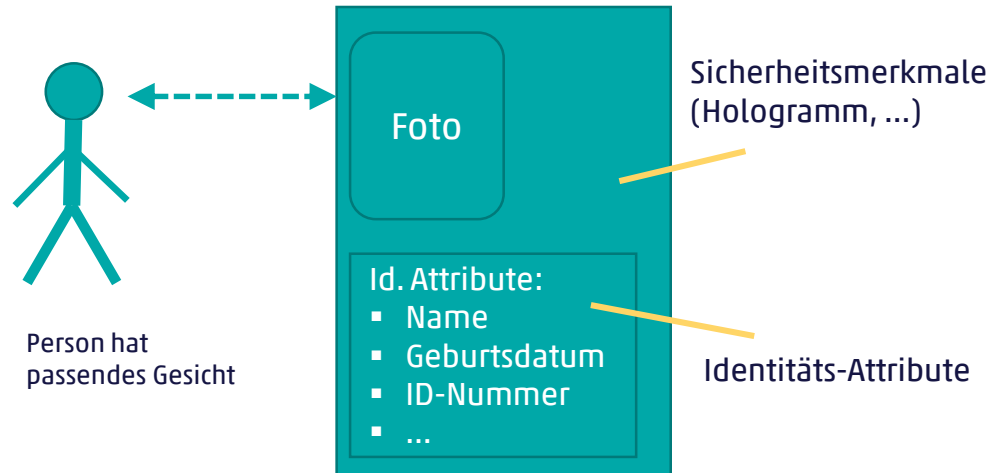 Foto
Sicherheitsmerkmale
(Hologramm, ...)
Id. Attribute:
▪ Name
▪ Geburtsdatum
▪ ID-Nummer
▪ ...
Person hat
passendes Gesicht
Identitäts-Attribute